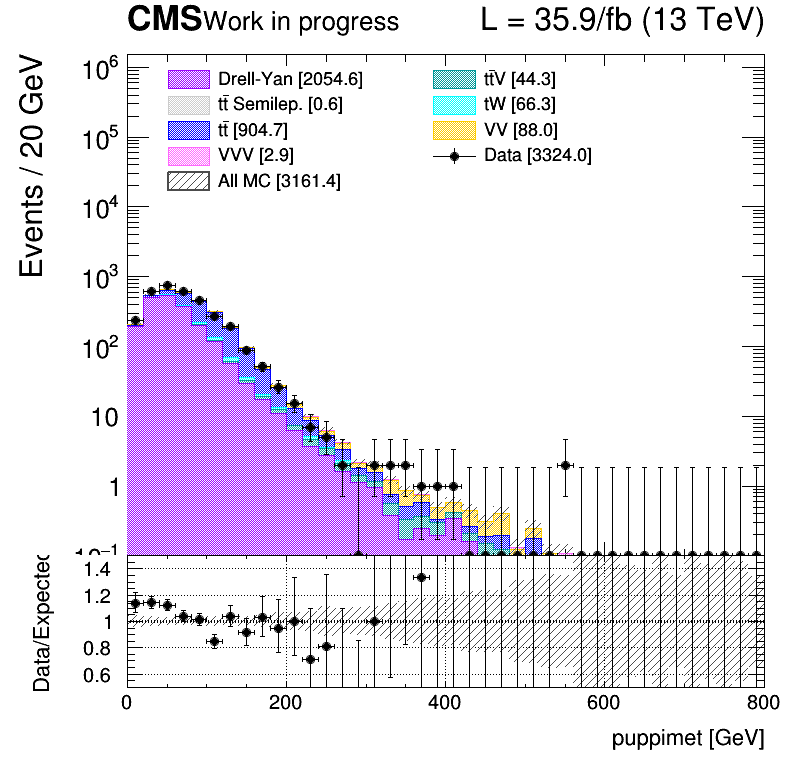 CMS Work in progress L = 35.9/fb (13 TeV)
Events / 20 GeV
10⁶
10⁵
10⁴
10³
10²
10
1
10⁻¹
Drell-Yan [2054.6]
tt̄ Semilep. [0.6]
tt̄ [904.7]
VVV [2.9]
All MC [3161.4]
tt̄V [44.3]
tW [66.3]
VV [88.0]
Data [3324.0]
Data/Expected
1.4
1.2
1
0.8
0.6
0 200 400 600 800
puppimet [GeV]